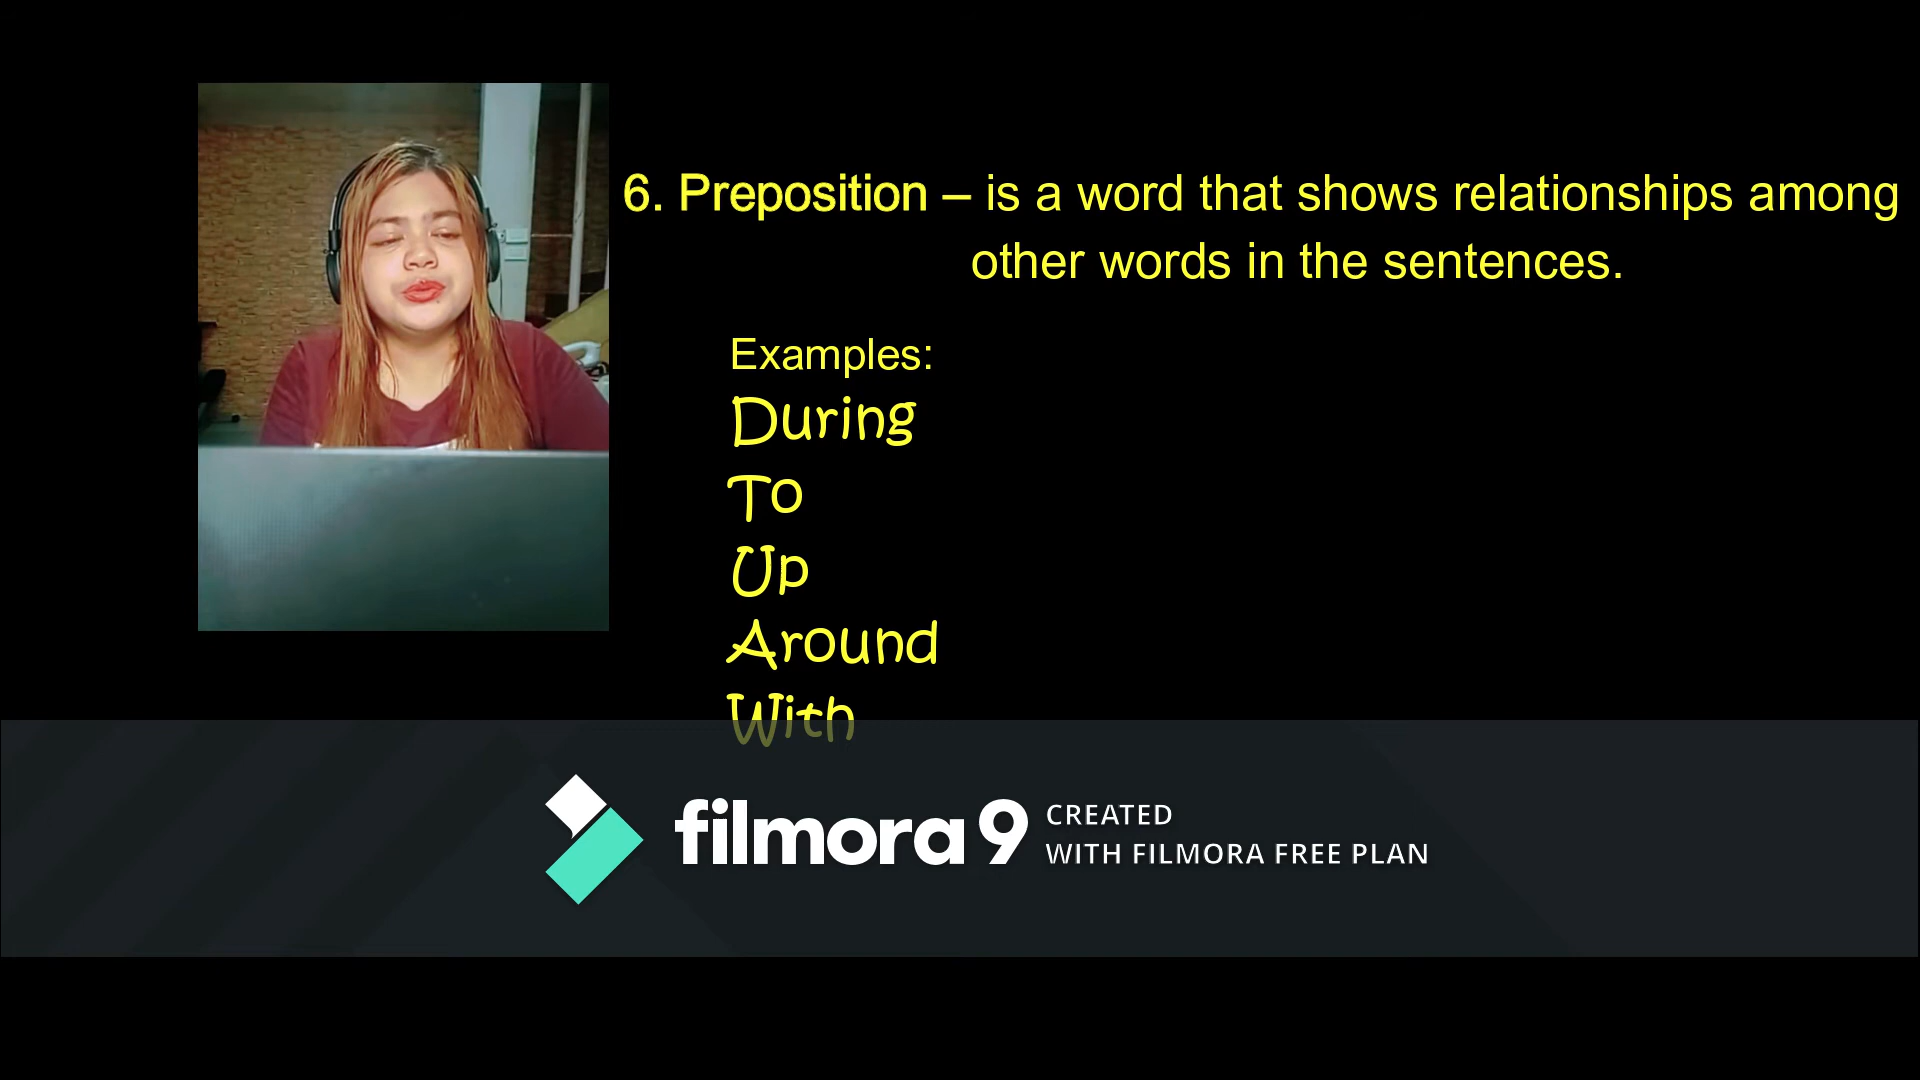 6. Preposition – is a word that shows relationships among
other words in the sentences.
Examples:
During
To
Up
Around
With
filmora 9
CREATED
WITH FILMORA FREE PLAN